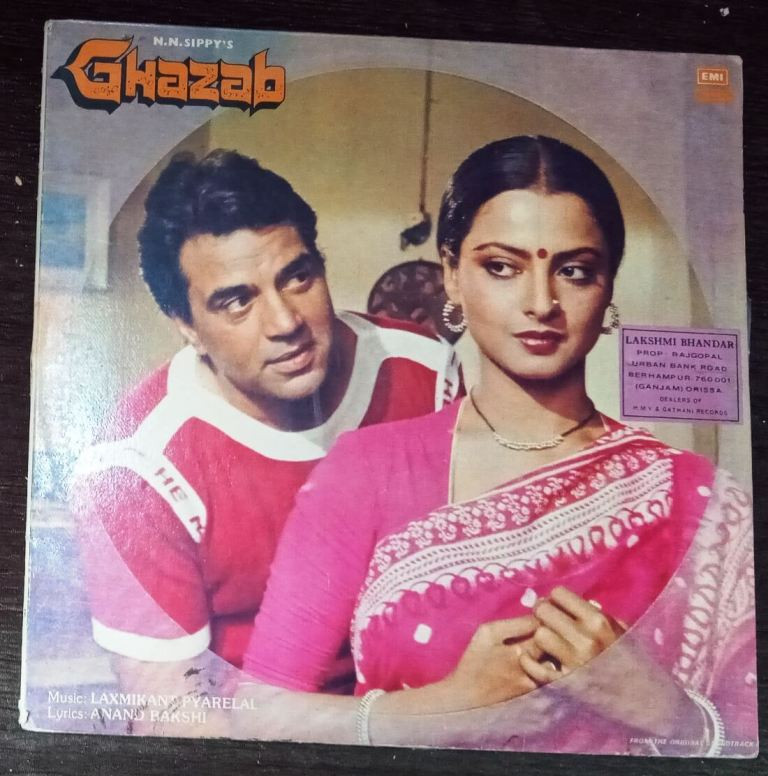 N.N.SIPPY'S
Ghazab
EMI
LAKSHMI BHANDAR
PROP: RAJGOPAL
URBAN BANK ROAD
BERHAMPUR-760001
(GANJAM) ORISSA
DEALERS OF
H.M.V & GATHANI RECORDS
THE M
Music: LAXMIKANT PYARELAL
Lyrics: ANAND BAKSHI
FROM THE ORIGINAL SOUNDTRACK